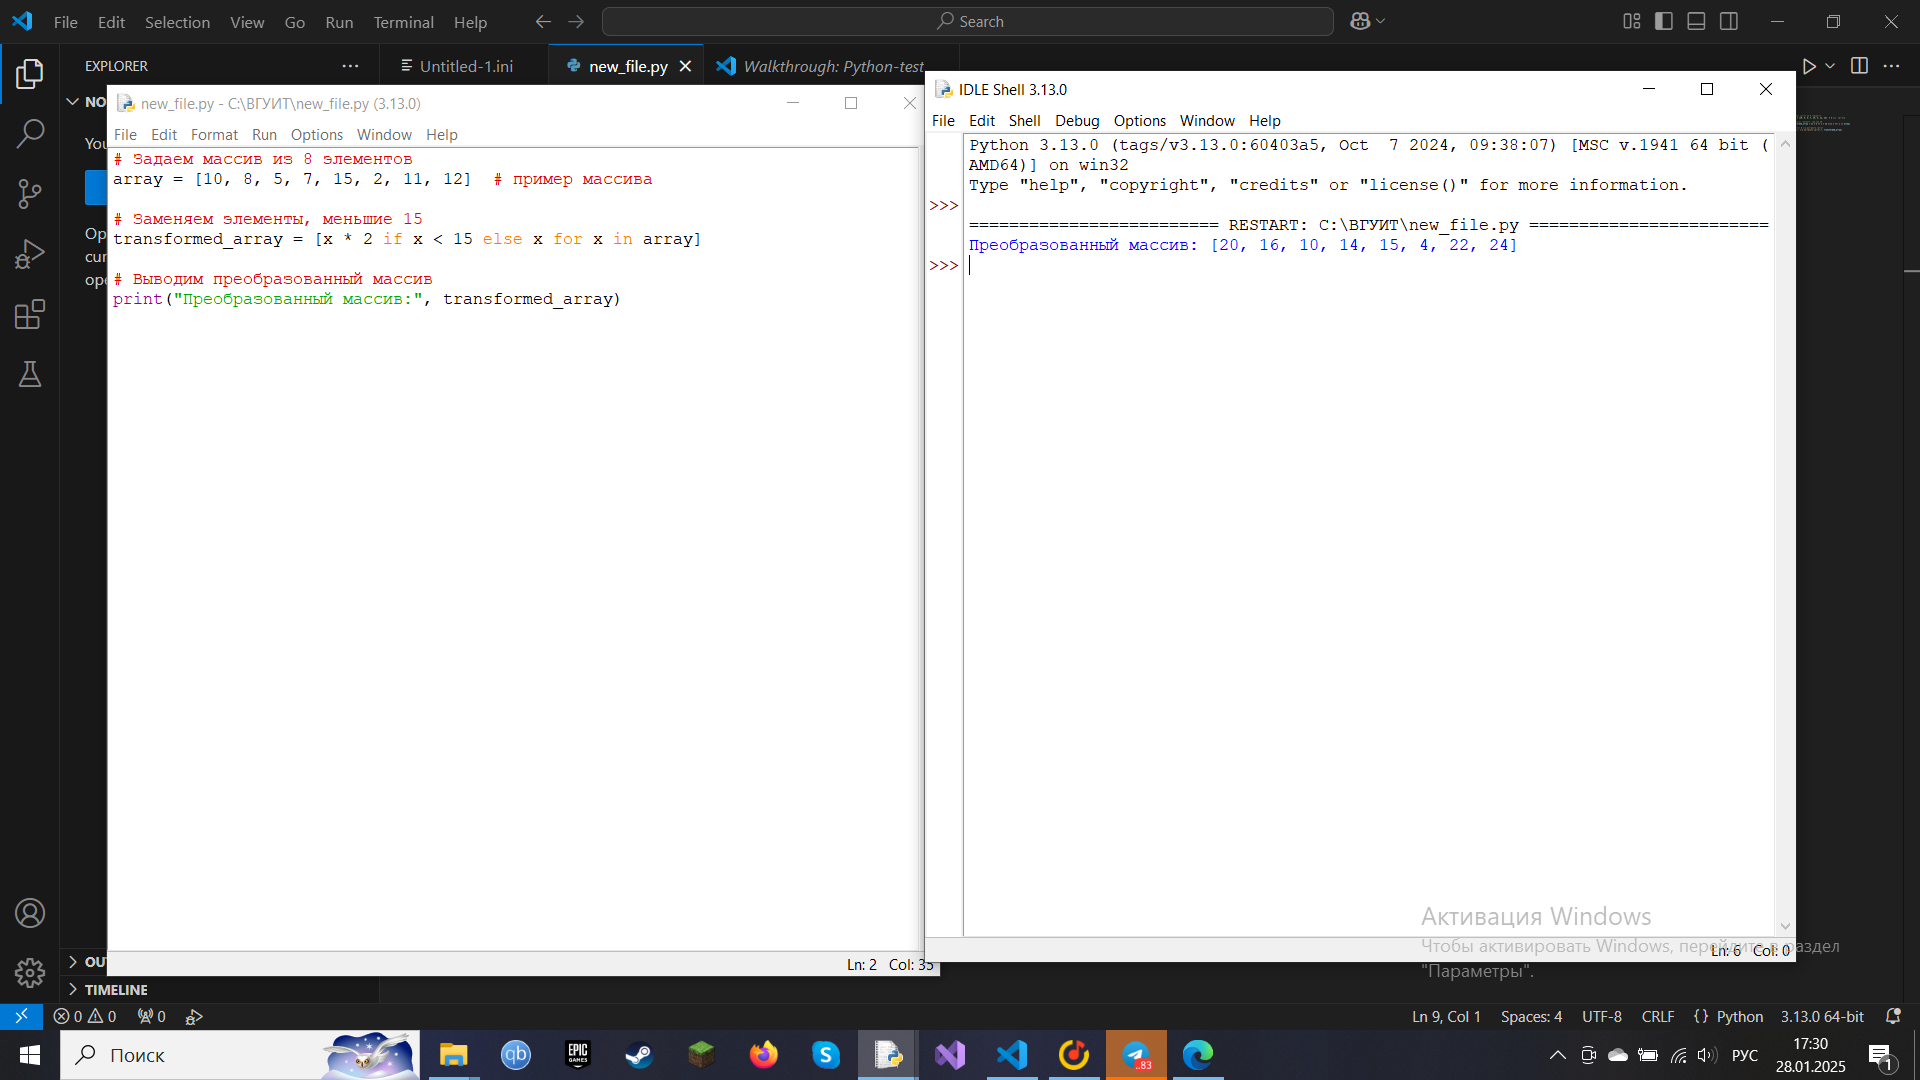 File Edit Selection View Go Run Terminal Help
Search
EXPLORER
Untitled-1.ini
new_file.py
Walkthrough: Python-test
NO
You
Op
cur
ope
OU
TIMELINE
new_file.py - C:\ВГУИТ\new_file.py (3.13.0)
File Edit Format Run Options Window Help
# Задаем массив из 8 элементов
array = [10, 8, 5, 7, 15, 2, 11, 12]  # пример массива
# Заменяем элементы, меньшие 15
transformed_array = [x * 2 if x < 15 else x for x in array]
# Выводим преобразованный массив
print("Преобразованный массив:", transformed_array)
Ln: 2 Col: 35
IDLE Shell 3.13.0
File Edit Shell Debug Options Window Help
Python 3.13.0 (tags/v3.13.0:60403a5, Oct  7 2024, 09:38:07) [MSC v.1941 64 bit (
AMD64)] on win32
Type "help", "copyright", "credits" or "license()" for more information.
>>>
========================= RESTART: C:\ВГУИТ\new_file.py ========================
Преобразованный массив: [20, 16, 10, 14, 15, 4, 22, 24]
>>>
Активация Windows
Чтобы активировать Windows, перейдите в раздел
"Параметры".
Ln: 6 Col: 0
0 0 0
Ln 9, Col 1 Spaces: 4 UTF-8 CRLF {} Python 3.13.0 64-bit
Поиск
qb
EPIC GAMES
S
..83
РУС
17:30
28.01.2025
1